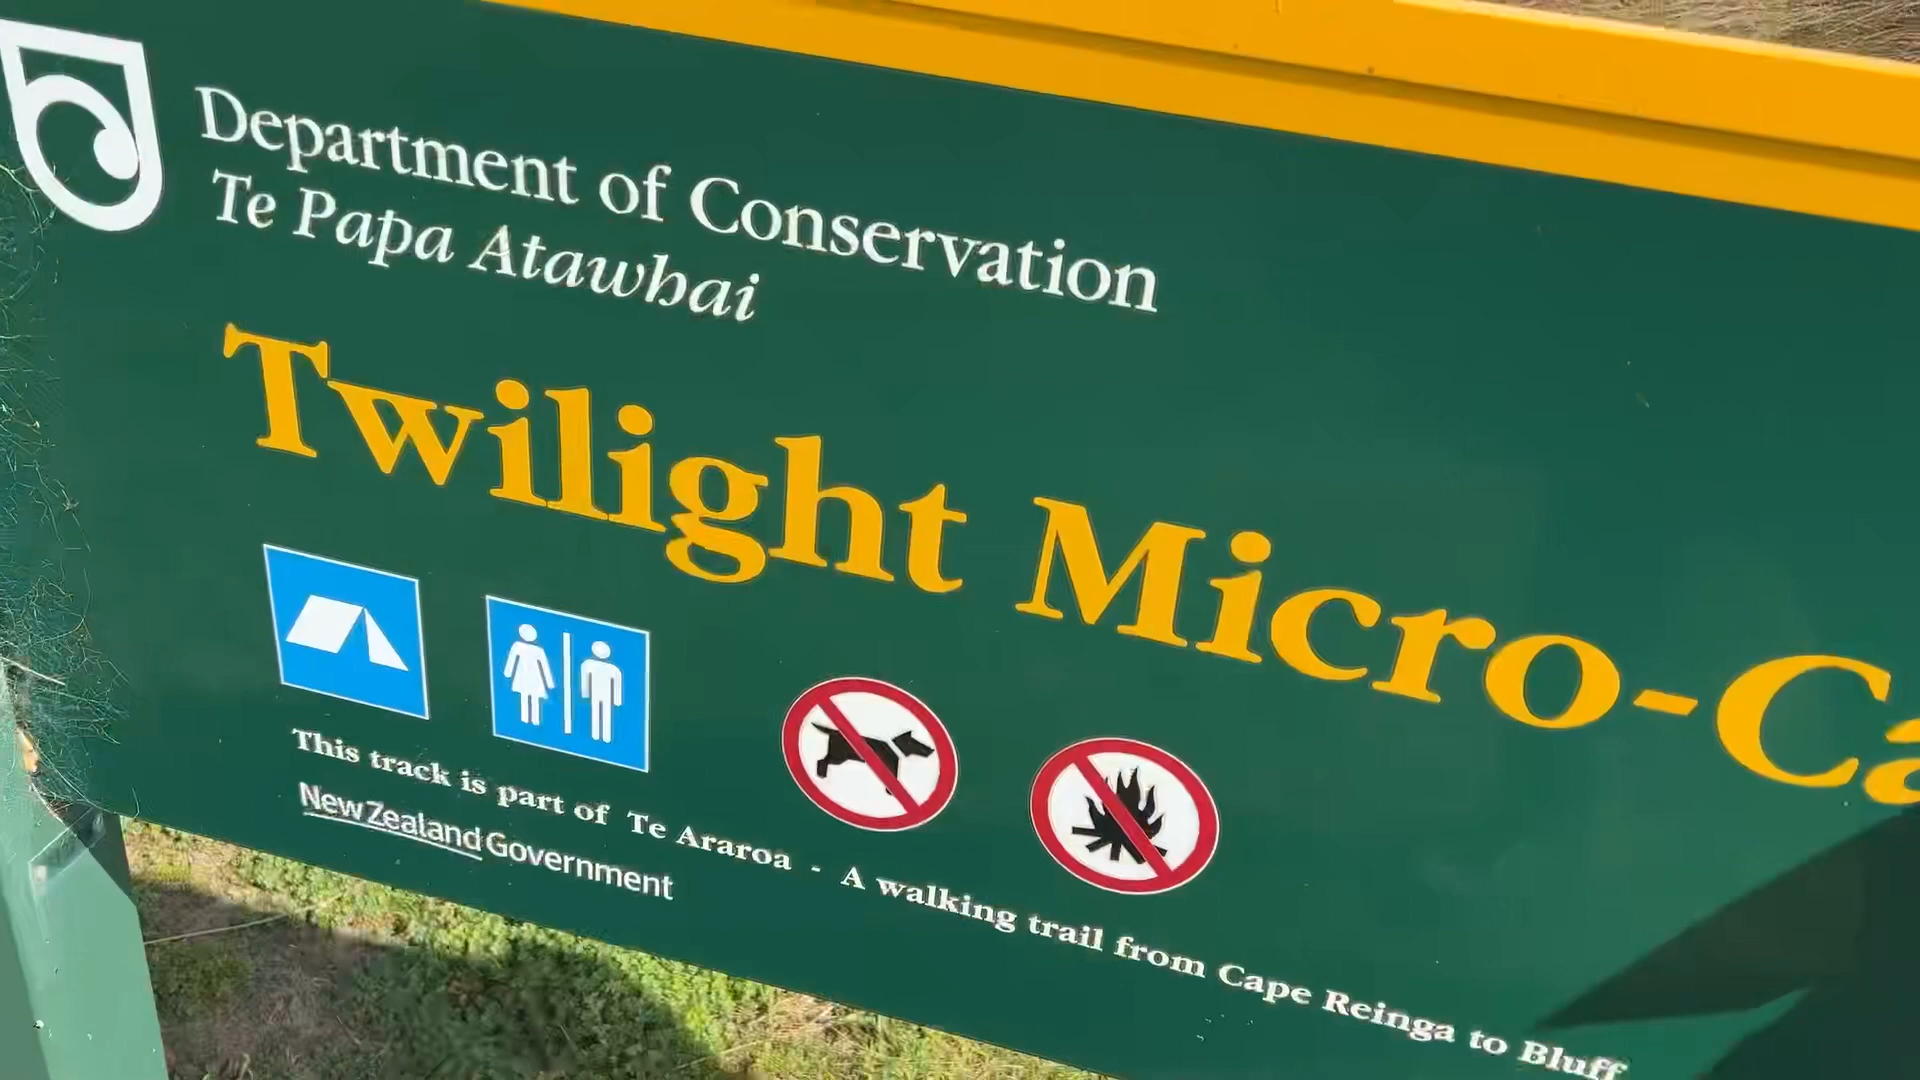 Department of Conservation
Te Papa Atawhai
Twilight Micro-Ca
This track is part of Te Araroa - A walking trail from Cape Reinga to Bluff
New Zealand Government